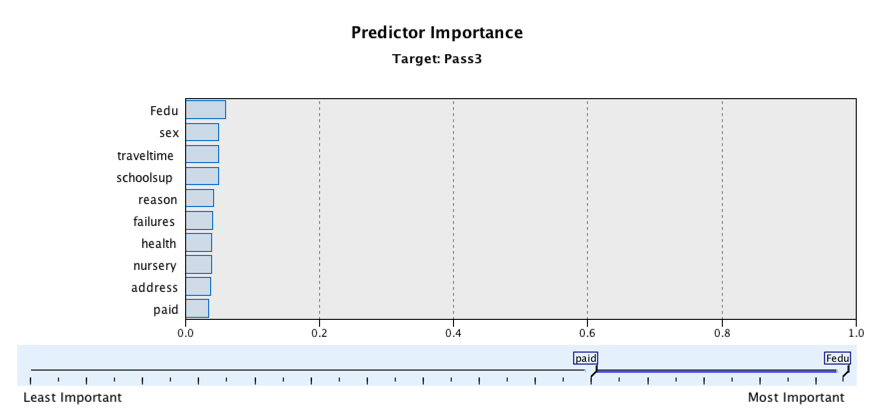 Predictor Importance
Target: Pass3
Fedu
sex
traveltime
schoolsup
reason
failures
health
nursery
address
paid
0.0 0.2 0.4 0.6 0.8 1.0
paid Fedu
Least Important Most Important